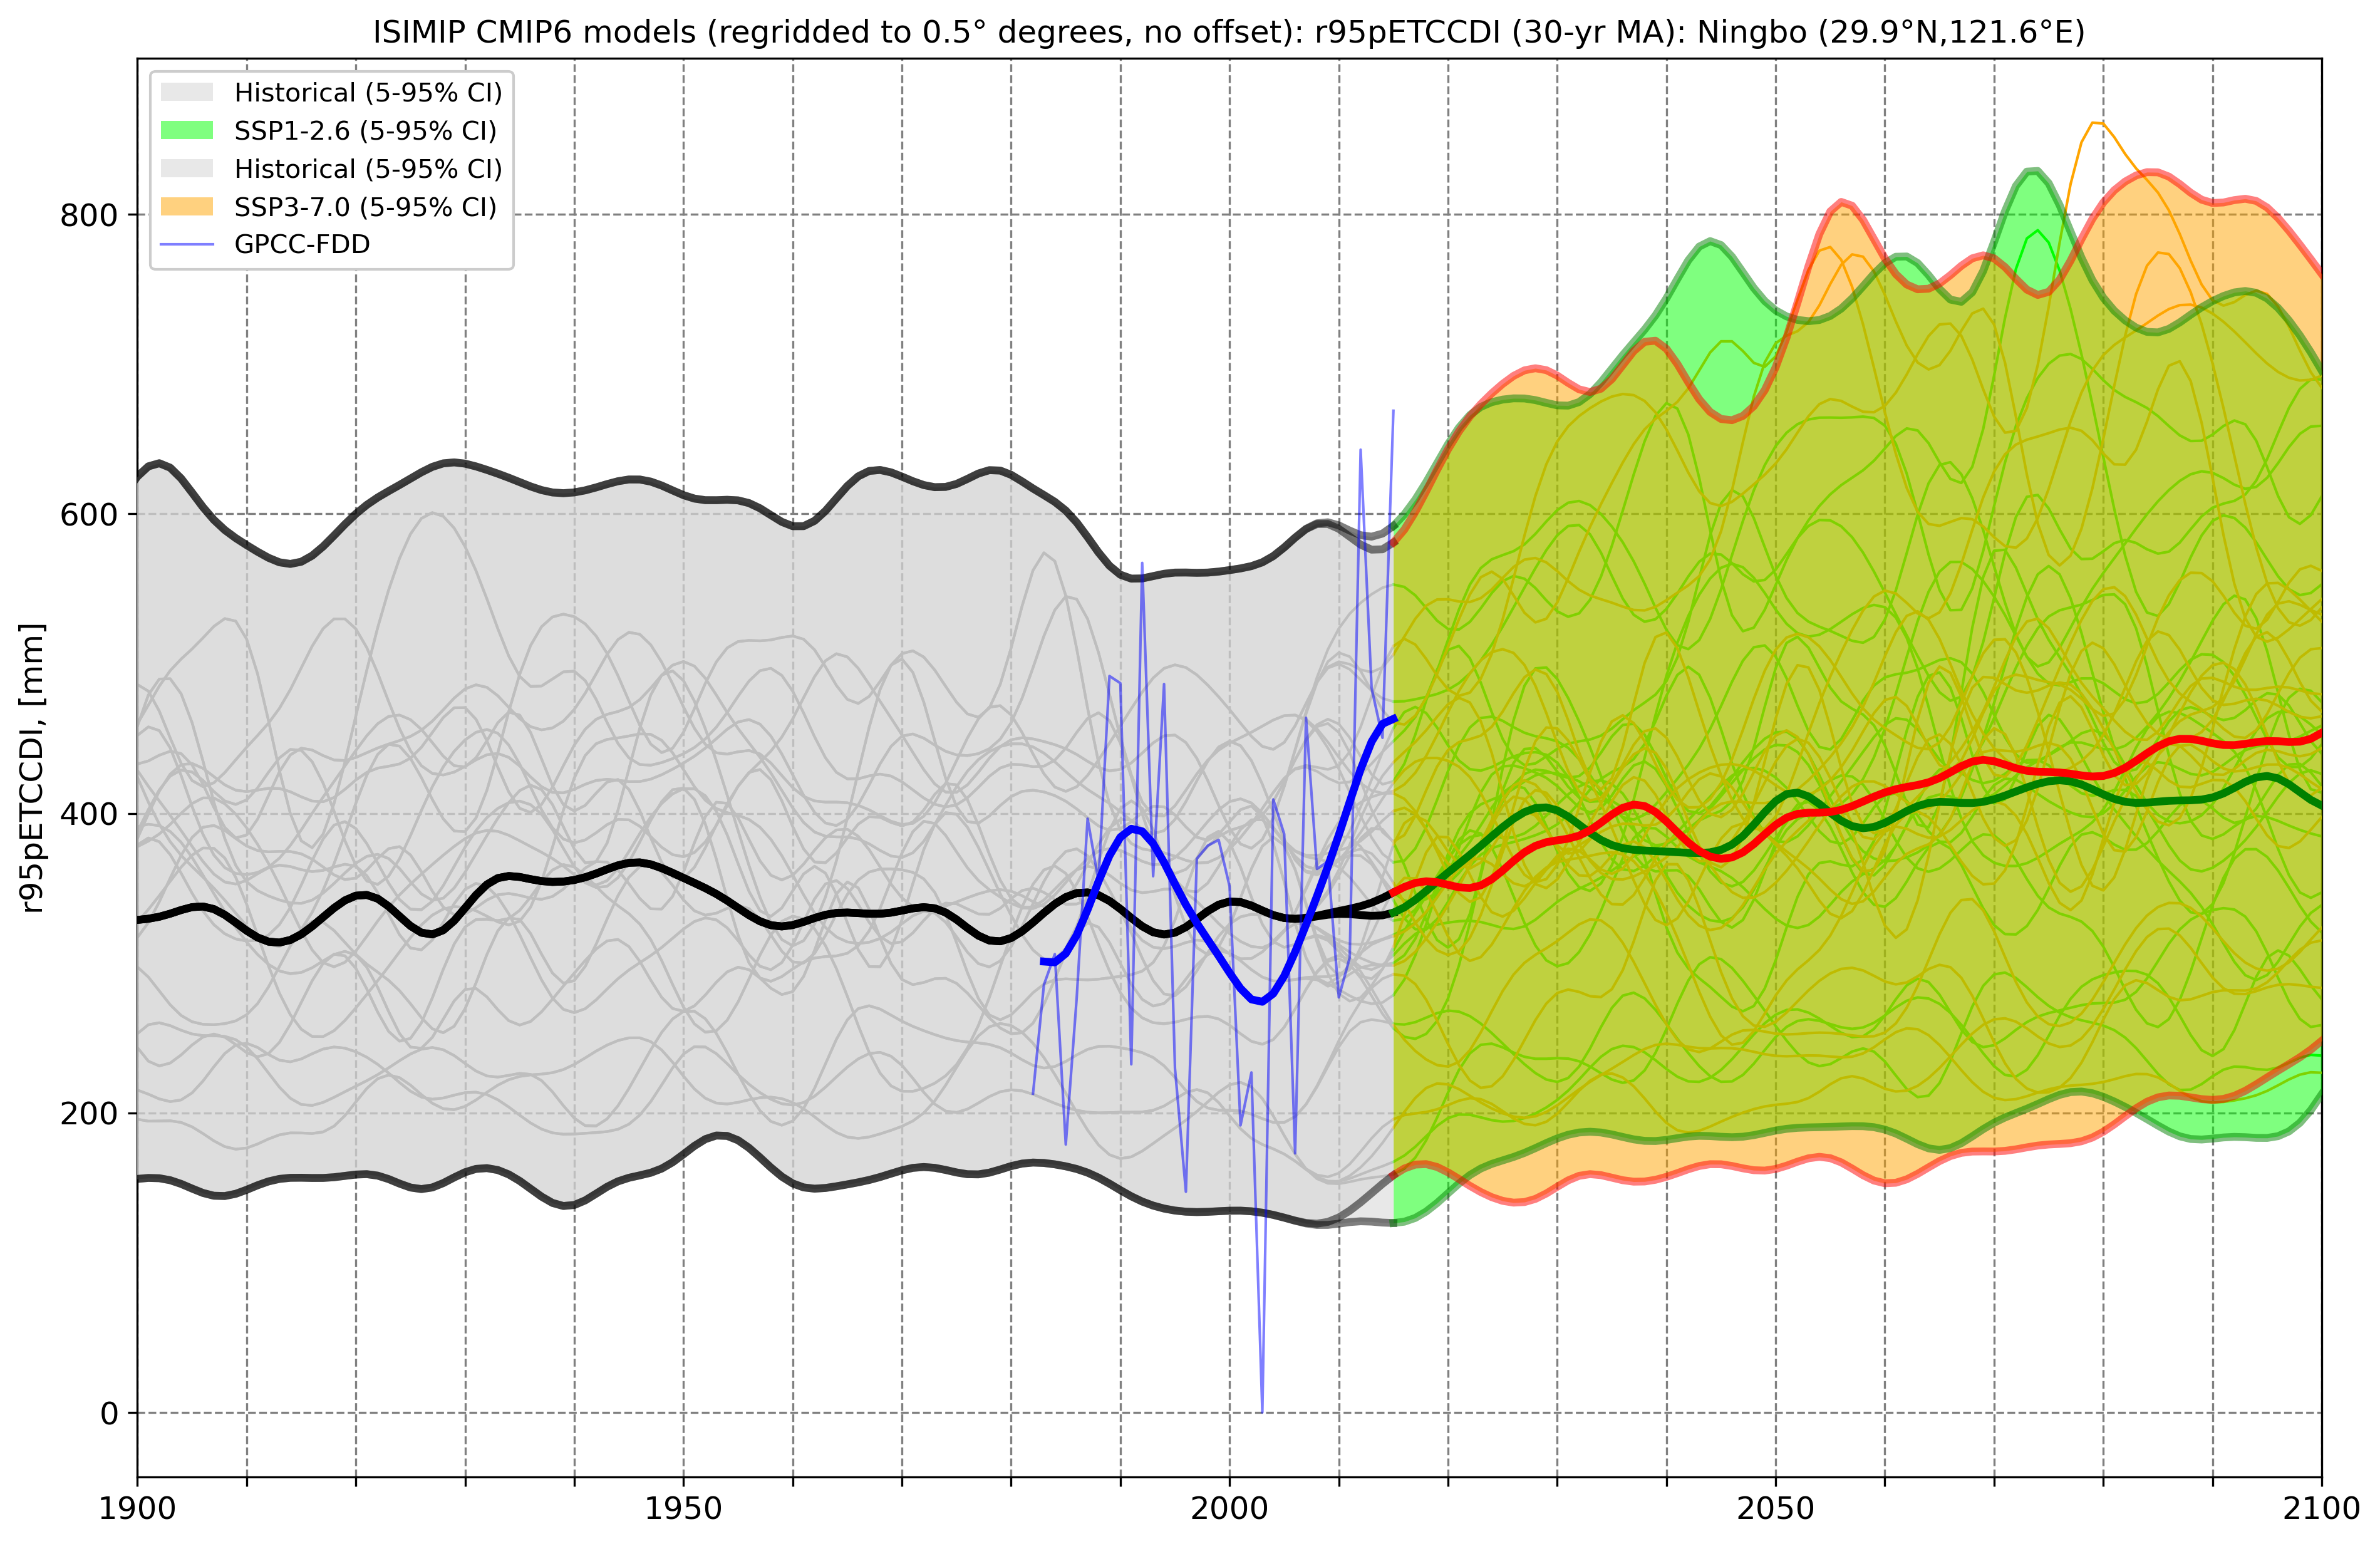 ISIMIP CMIP6 models (regridded to 0.5° degrees, no offset): r95pETCCDI (30-yr MA): Ningbo (29.9°N,121.6°E)
Historical (5-95% CI)
SSP1-2.6 (5-95% CI)
Historical (5-95% CI)
SSP3-7.0 (5-95% CI)
GPCC-FDD
r95pETCCDI, [mm]
800
600
400
200
0
1900 1950 2000 2050 2100